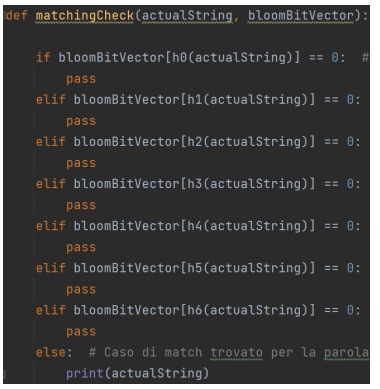 def matchingCheck(actualString, bloomBitVector):
if bloomBitVector[h0(actualString)] == 0:  #
pass
elif bloomBitVector[h1(actualString)] == 0:
pass
elif bloomBitVector[h2(actualString)] == 0:
pass
elif bloomBitVector[h3(actualString)] == 0:
pass
elif bloomBitVector[h4(actualString)] == 0:
pass
elif bloomBitVector[h5(actualString)] == 0:
pass
elif bloomBitVector[h6(actualString)] == 0:
pass
else:  # Caso di match trovato per la parola
print(actualString)